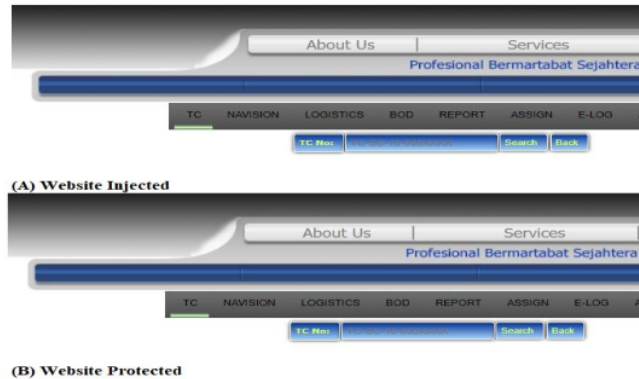 About Us | Services
Profesional Bermartabat Sejahtera
TC NAVISION LOGISTICS BOD REPORT ASSIGN E-LOG
TC No: Search Back
(A) Website Injected
About Us | Services
Profesional Bermartabat Sejahtera
TC NAVISION LOGISTICS BOD REPORT ASSIGN E-LOG
TC No: Search Back
(B) Website Protected